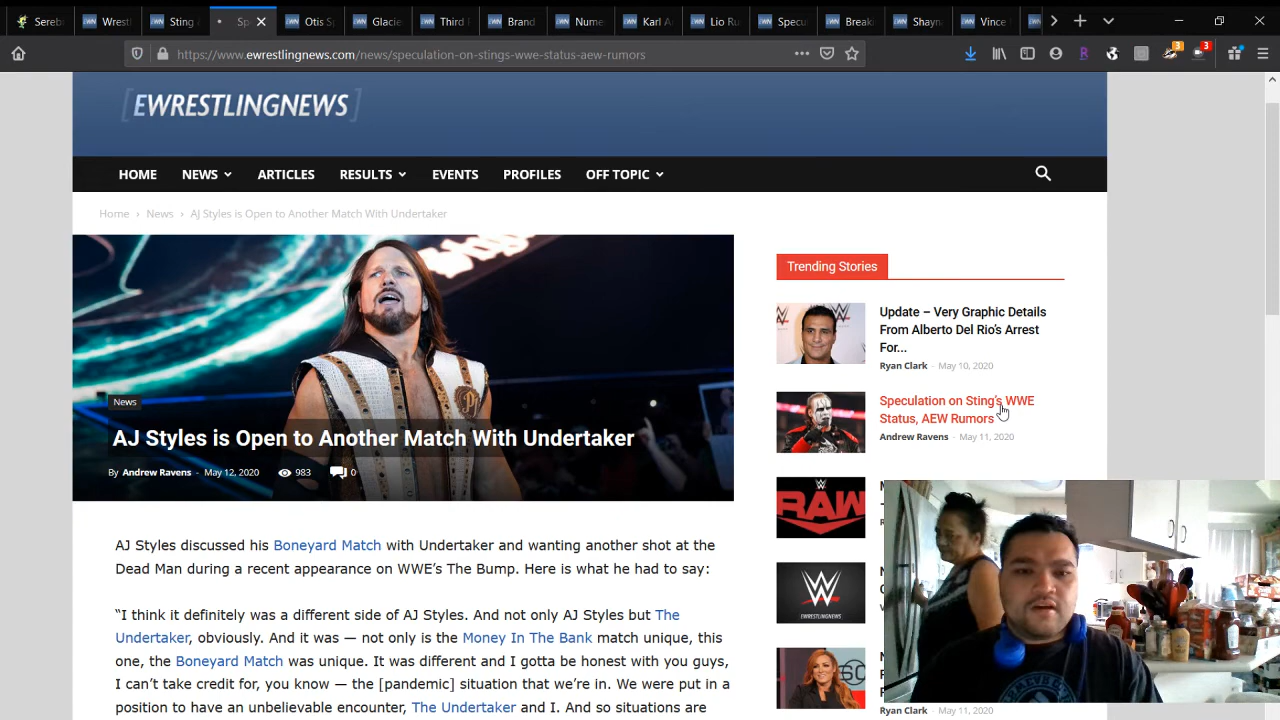 Sereb
Wrest
Sting A
Sp
Otis Sp
Glacie
Third
Brand
Nume
Karl A
Lio Ru
Specu
Break
Shayn
Vince
https://www.ewrestlingnews.com/news/speculation-on-stings-wwe-status-aew-rumors
3
3
[EWRESTLINGNEWS]
HOME NEWS ARTICLES RESULTS EVENTS PROFILES OFF TOPIC
Home › News › AJ Styles is Open to Another Match With Undertaker
News
AJ Styles is Open to Another Match With Undertaker
By Andrew Ravens - May 12, 2020 983 0
AJ Styles discussed his Boneyard Match with Undertaker and wanting another shot at the
Dead Man during a recent appearance on WWE's The Bump. Here is what he had to say:
“I think it definitely was a different side of AJ Styles. And not only AJ Styles but The
Undertaker, obviously. And it was — not only is the Money In The Bank match unique, this
one, the Boneyard Match was unique. It was different and I gotta be honest with you guys,
I can't take credit for, you know — the [pandemic] situation that we're in. We were put in a
position to have an unbelievable encounter, The Undertaker and I. And so situations are
Trending Stories
Update – Very Graphic Details
From Alberto Del Rio's Arrest
For...
Ryan Clark - May 10, 2020
Speculation on Sting's WWE
Status, AEW Rumors
Andrew Ravens - May 11, 2020
RAW
EWRESTLINGNEWS
Ryan Clark - May 11, 2020